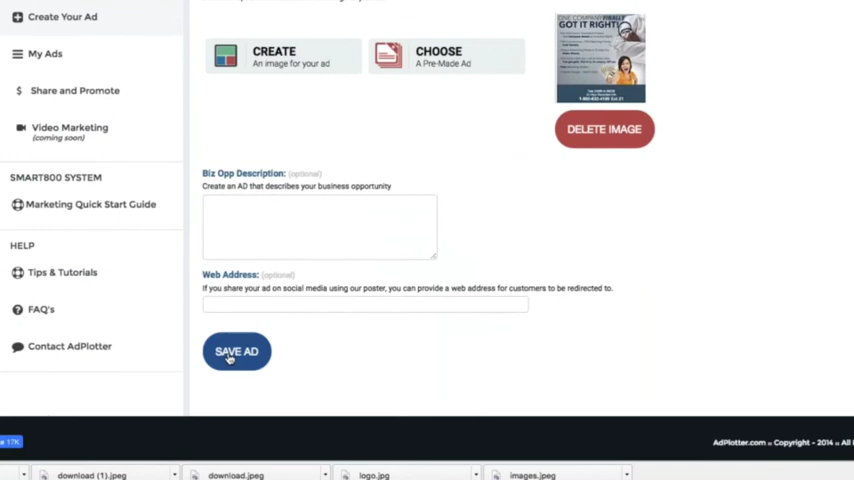 Create Your Ad
My Ads
$ Share and Promote
Video Marketing
(coming soon)
SMART800 SYSTEM
Marketing Quick Start Guide
HELP
Tips & Tutorials
FAQ's
Contact AdPlotter
CREATE
An image for your ad
CHOOSE
A Pre-Made Ad
GOT IT RIGHT!
DELETE IMAGE
Biz Opp Description: (optional)
Create an AD that describes your business opportunity
Web Address: (optional)
If you share your ad on social media using our poster, you can provide a web address for customers to be redirected to.
SAVE AD
17K
AdPlotter.com :: Copyright - 2014 :: All
download (1).jpeg
download.jpeg
logo.jpg
images.jpeg